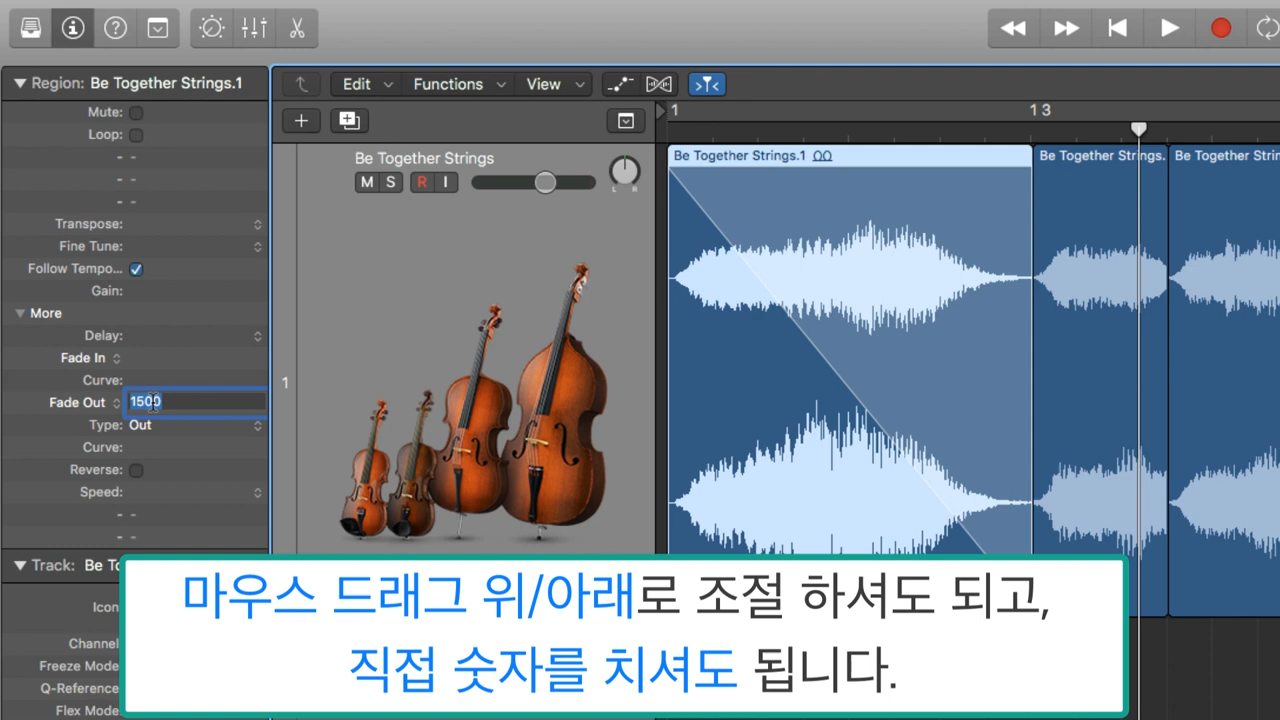 Region: Be Together Strings.1
Mute:
Loop:
- -
- -
- -
Transpose:
Fine Tune:
Follow Tempo...
Gain:
More
Delay:
Fade In
Curve:
Fade Out 1500
Type: Out
Curve:
Reverse:
Speed:
- -
- -
Track: Be To
Icon
Channel
Freeze Mode
Q-Reference
Flex Mode
Edit Functions View
1 3
Be Together Strings
M S R I
L R
1
Be Together Strings.1
Be Together Strings.
Be Together Strin
마우스 드래그 위/아래로 조절 하셔도 되고,
직접 숫자를 치셔도 됩니다.